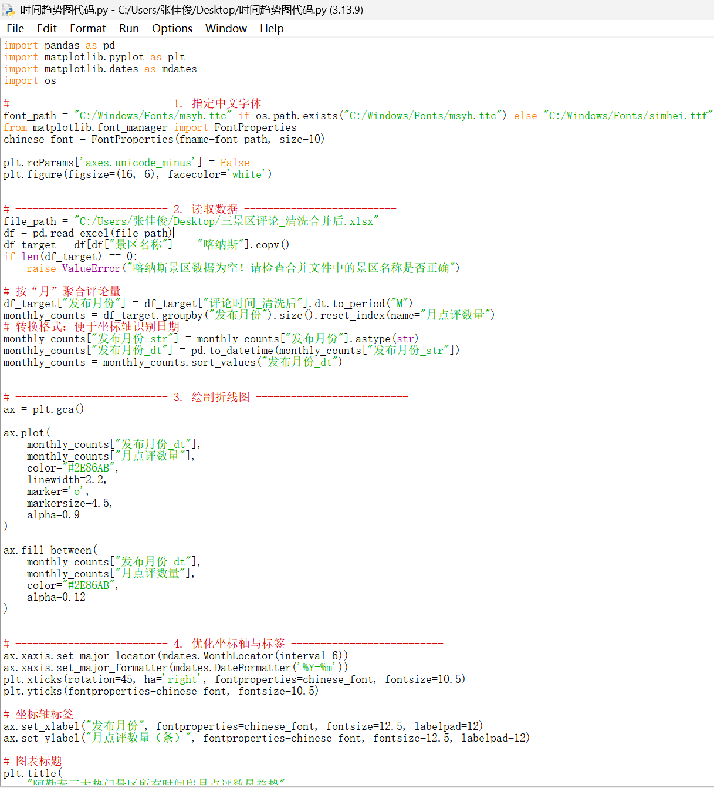 时间趋势图代码.py - C:/Users/张佳俊/Desktop/时间趋势图代码.py (3.13.9)
File Edit Format Run Options Window Help
import pandas as pd
import matplotlib.pyplot as plt
import matplotlib.dates as mdates
import os
# 1. 指定中文字体
font_path = "C:/Windows/Fonts/msyh.ttc" if os.path.exists("C:/Windows/Fonts/msyh.ttc") else "C:/Windows/Fonts/simhei.ttf"
from matplotlib.font_manager import FontProperties
chinese_font = FontProperties(fname=font_path, size=10)
plt.rcParams['axes.unicode_minus'] = False
plt.figure(figsize=(16, 6), facecolor='white')
# -------------------------- 2. 读取数据 --------------------------
file_path = "C:/Users/张佳俊/Desktop/三景区评论_清洗合并后.xlsx"
df = pd.read_excel(file_path)
df_target = df[df["景区名称"] == "喀纳斯"].copy()
if len(df_target) == 0:
    raise ValueError("喀纳斯景区数据为空！请检查合并文件中的景区名称是否正确")
# 按“月”聚合评论量
df_target["发布月份"] = df_target["评论时间_清洗后"].dt.to_period("M")
monthly_counts = df_target.groupby("发布月份").size().reset_index(name="月点评数量")
# 转换格式：便于坐标轴识别日期
monthly_counts["发布月份_str"] = monthly_counts["发布月份"].astype(str)
monthly_counts["发布月份_dt"] = pd.to_datetime(monthly_counts["发布月份_str"])
monthly_counts = monthly_counts.sort_values("发布月份_dt")
# -------------------------- 3. 绘制折线图 --------------------------
ax = plt.gca()
ax.plot(
    monthly_counts["发布月份_dt"],
    monthly_counts["月点评数量"],
    color="#2E86AB",
    linewidth=2.2,
    marker='o',
    markersize=4.5,
    alpha=0.9
)
ax.fill_between(
    monthly_counts["发布月份_dt"],
    monthly_counts["月点评数量"],
    color="#2E86AB",
    alpha=0.12
)
# -------------------------- 4. 优化坐标轴与标签 --------------------------
ax.xaxis.set_major_locator(mdates.MonthLocator(interval=6))
ax.xaxis.set_major_formatter(mdates.DateFormatter('%Y-%m'))
plt.xticks(rotation=45, ha='right', fontproperties=chinese_font, fontsize=10.5)
plt.yticks(fontproperties=chinese_font, fontsize=10.5)
# 坐标轴标签
ax.set_xlabel("发布月份", fontproperties=chinese_font, fontsize=12.5, labelpad=12)
ax.set_ylabel("月点评数量（条）", fontproperties=chinese_font, fontsize=12.5, labelpad=12)
# 图表标题
plt.title(